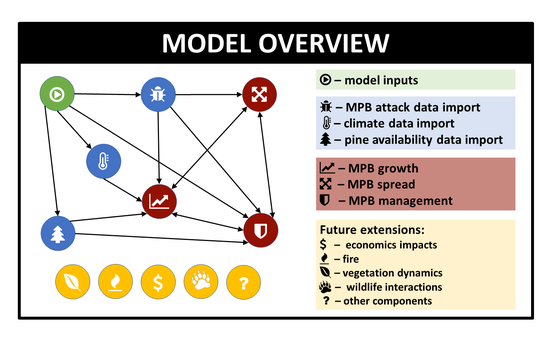 MODEL OVERVIEW
– model inputs
– MPB attack data import
– climate data import
– pine availability data import
– MPB growth
– MPB spread
– MPB management
Future extensions:
$ – economics impacts
– fire
– vegetation dynamics
– wildlife interactions
? – other components
$
?